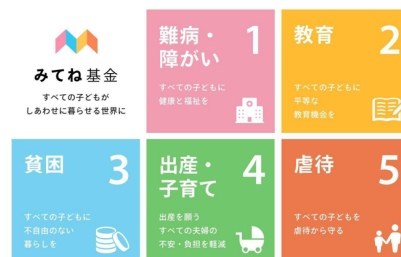 みてね基金
すべての子どもが
しあわせに暮らせる世界に
難病・
障がい
1
すべての子どもに
健康と福祉を
教育
2
すべての子どもに
平等な
教育機会を
貧困
3
すべての子どもに
不自由のない
暮らしを
出産・
子育て
4
出産を願う
すべての夫婦の
不安・負担を軽減
虐待
5
すべての子どもを
虐待から守る